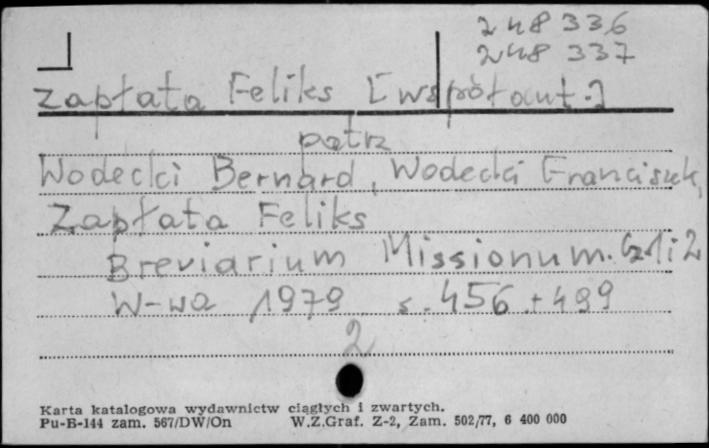 248 336
248 337
Zapłata Feliks [współaut.]
patrz
Wodecki Bernard, Wodecki Franciszek,
Zapłata Feliks
Breviarium Missionum. Cz 1 i 2
W-wa 1979 s. 456 + 499
2
Karta katalogowa wydawnictw ciągłych i zwartych.
Pu-B-144 zam. 567/DW/On W.Z.Graf. Z-2, Zam. 502/77, 6 400 000